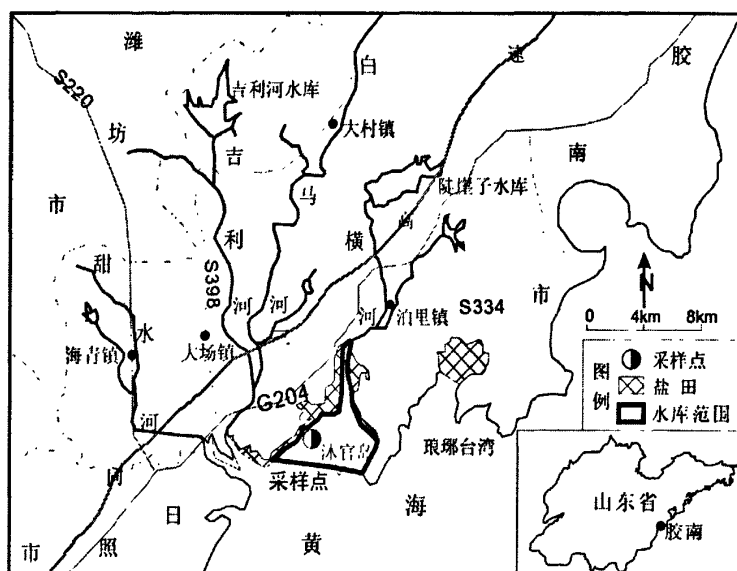 潍
坊
市
S220
吉利河水库
大村镇
白
马
河
吉
利
河
S398
甜
水
河
海青镇
大场镇
同
高
速
胶
南
市
陡崖子水库
横
河
泊里镇
S334
G204
沐官岛
采样点
琅琊台湾
日
照
市
黄
海
N
0 4km 8km
图
例
采样点
盐田
水库范围
山东省
胶南